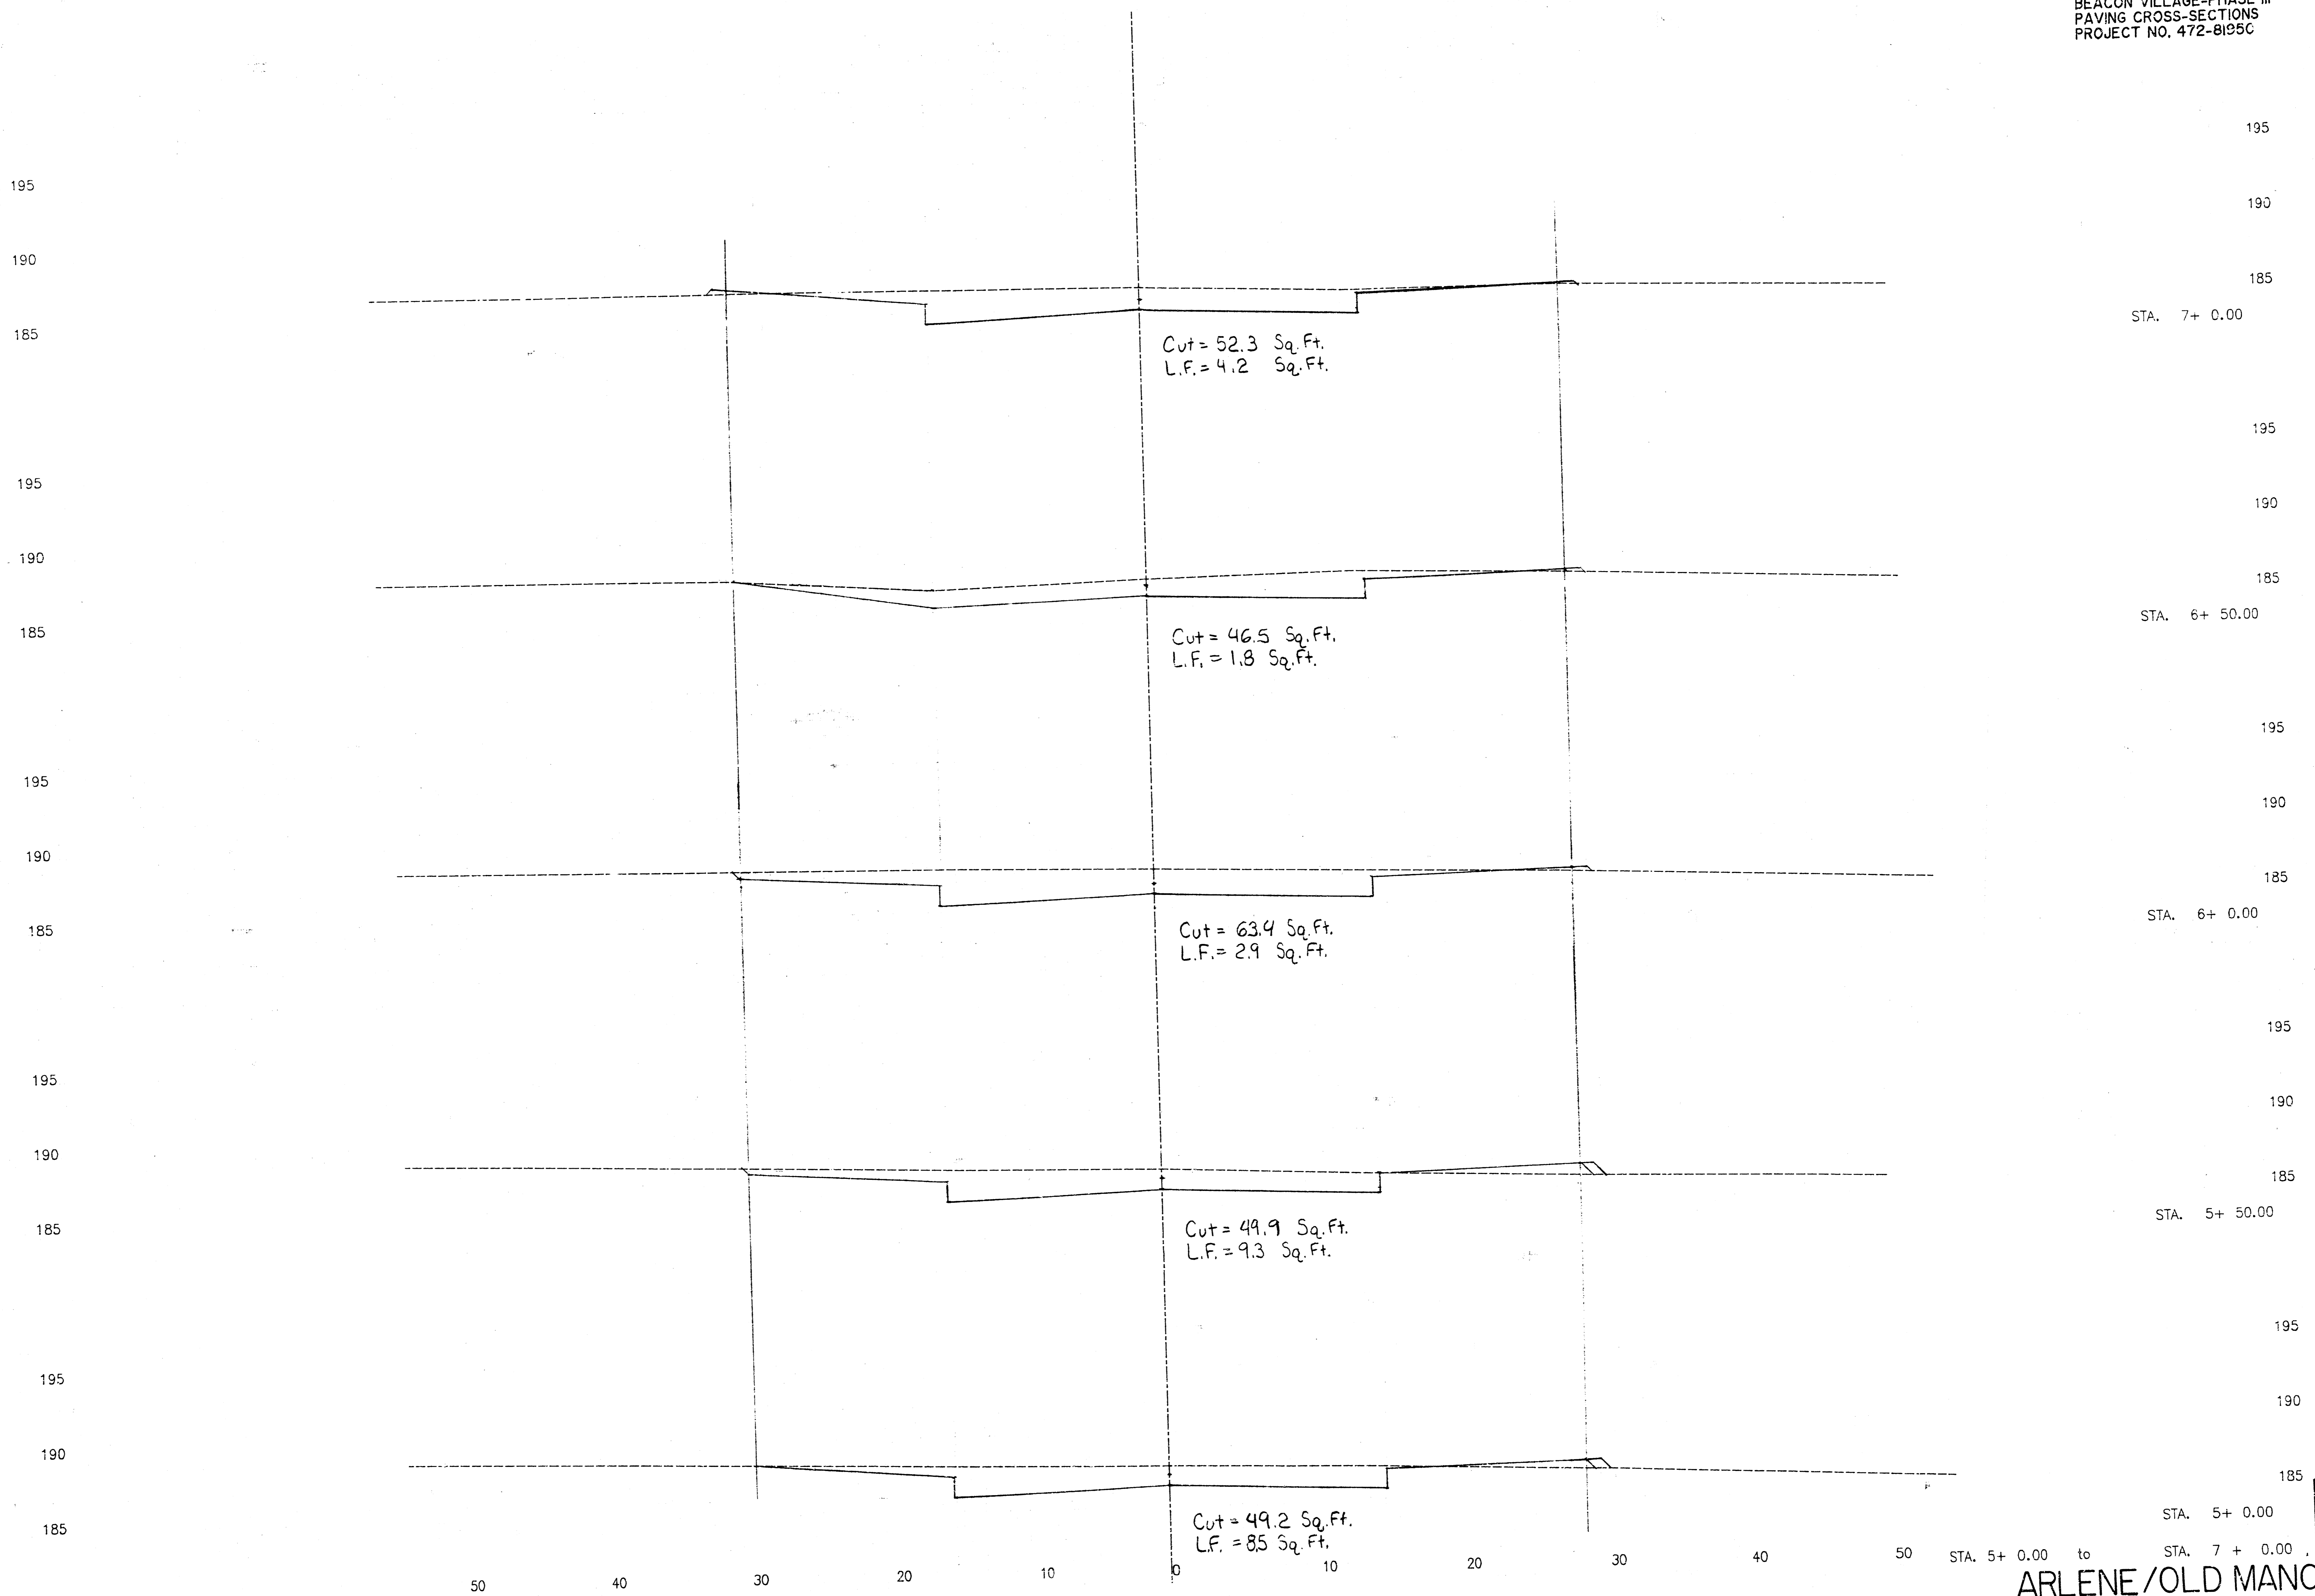 BEACON VILLAGE-PHASE III
PAVING CROSS-SECTIONS
PROJECT NO. 472-81950
195
195
190
190
185
185
STA. 7+ 0.00
Cut = 52.3 Sq.Ft.
L.F. = 4.2 Sq.Ft.
195
195
190
190
185
185
STA. 6+ 50.00
Cut = 46.5 Sq.Ft.
L.F. = 1.8 Sq.Ft.
195
195
190
190
185
185
STA. 6+ 0.00
Cut = 63.4 Sq.Ft.
L.F. = 2.9 Sq.Ft.
195
195
190
190
185
185
STA. 5+ 50.00
Cut = 49.9 Sq.Ft.
L.F. = 9.3 Sq.Ft.
195
195
190
190
185
185
STA. 5+ 0.00
Cut = 49.2 Sq.Ft.
L.F. = 8.5 Sq.Ft.
50 40 30 20 10 0 10 20 30 40 50
STA. 5+ 0.00 to STA. 7 + 0.00
ARLENE/OLD MANO